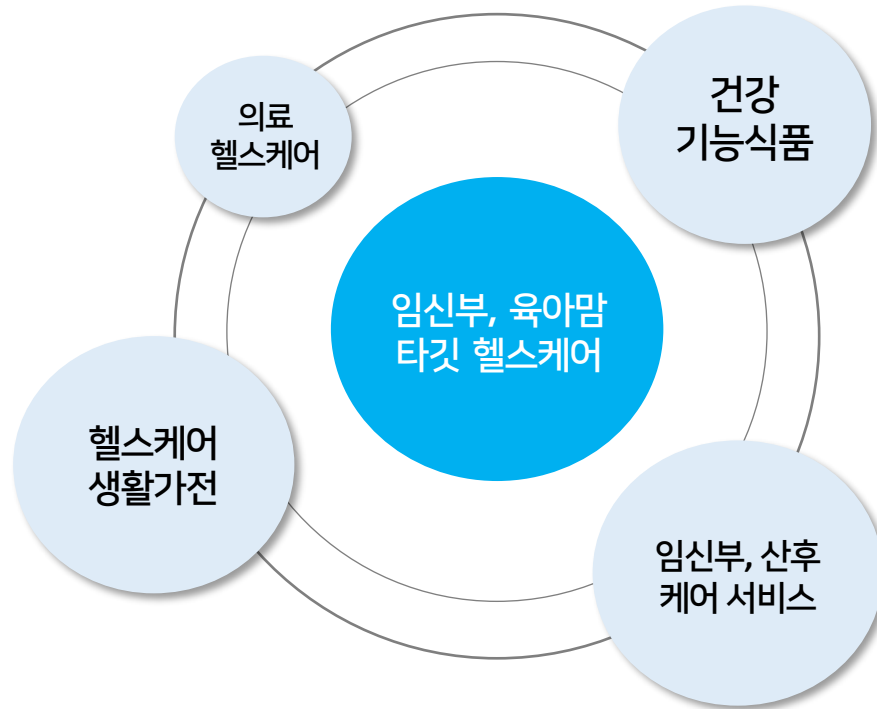 의료
헬스케어
건강
기능식품
임신부, 육아맘
타깃 헬스케어
헬스케어
생활가전
임신부, 산후
케어 서비스